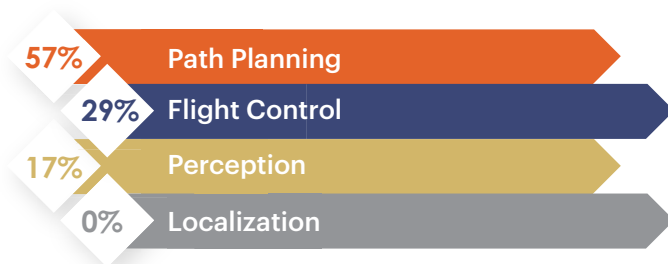 57% Path Planning
29% Flight Control
17% Perception
0% Localization